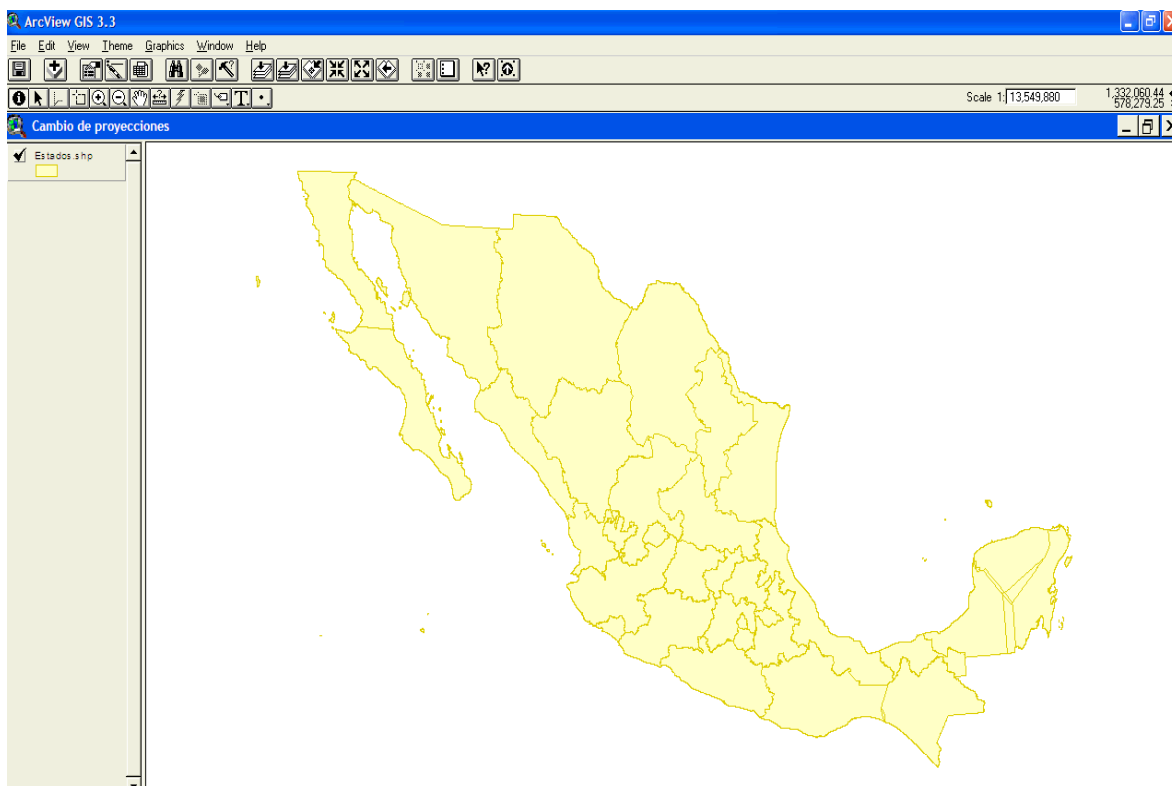 ArcView GIS 3.3
File Edit View Theme Graphics Window Help
Scale 1: 13,549,880 1,332,060.44
578,279.25
Cambio de proyecciones
Estados.shp